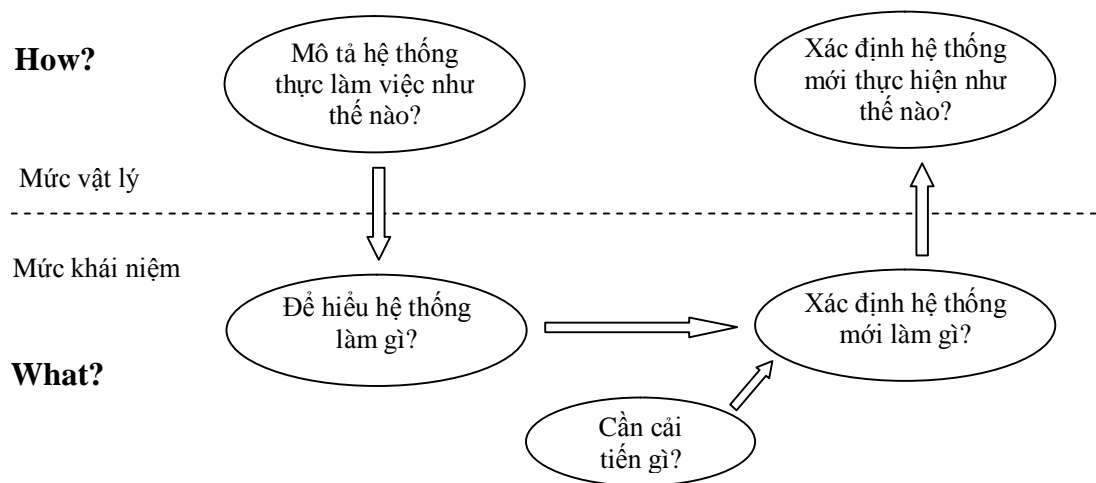 How?
Mô tả hệ thống
thực làm việc như
thế nào?
Xác định hệ thống
mới thực hiện như
thế nào?
Mức vật lý
Mức khái niệm
Để hiểu hệ thống
làm gì?
Xác định hệ thống
mới làm gì?
What?
Cần cải
tiến gì?